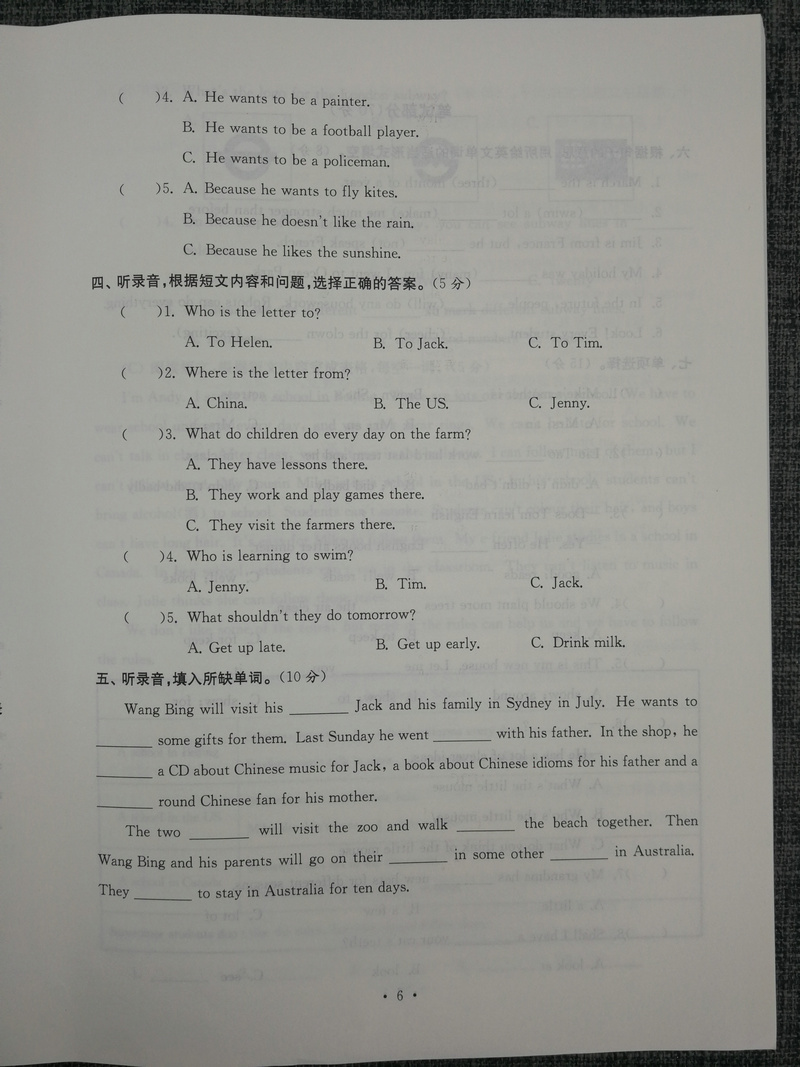 (    )4. A. He wants to be a painter.
B. He wants to be a football player.
C. He wants to be a policeman.
(    )5. A. Because he wants to fly kites.
B. Because he doesn't like the rain.
C. Because he likes the sunshine.
四、听录音,根据短文内容和问题,选择正确的答案。(5 分)
(    )1. Who is the letter to?
A. To Helen. B. To Jack. C. To Tim.
(    )2. Where is the letter from?
A. China. B. The US. C. Jenny.
(    )3. What do children do every day on the farm?
A. They have lessons there.
B. They work and play games there.
C. They visit the farmers there.
(    )4. Who is learning to swim?
A. Jenny. B. Tim. C. Jack.
(    )5. What shouldn't they do tomorrow?
A. Get up late. B. Get up early. C. Drink milk.
五、听录音,填入所缺单词。(10 分)
Wang Bing will visit his ________ Jack and his family in Sydney in July. He wants to
________ some gifts for them. Last Sunday he went ________ with his father. In the shop, he
________ a CD about Chinese music for Jack, a book about Chinese idioms for his father and a
________ round Chinese fan for his mother.
The two ________ will visit the zoo and walk ________ the beach together. Then
Wang Bing and his parents will go on their ________ in some other ________ in Australia.
They ________ to stay in Australia for ten days.
· 6 ·